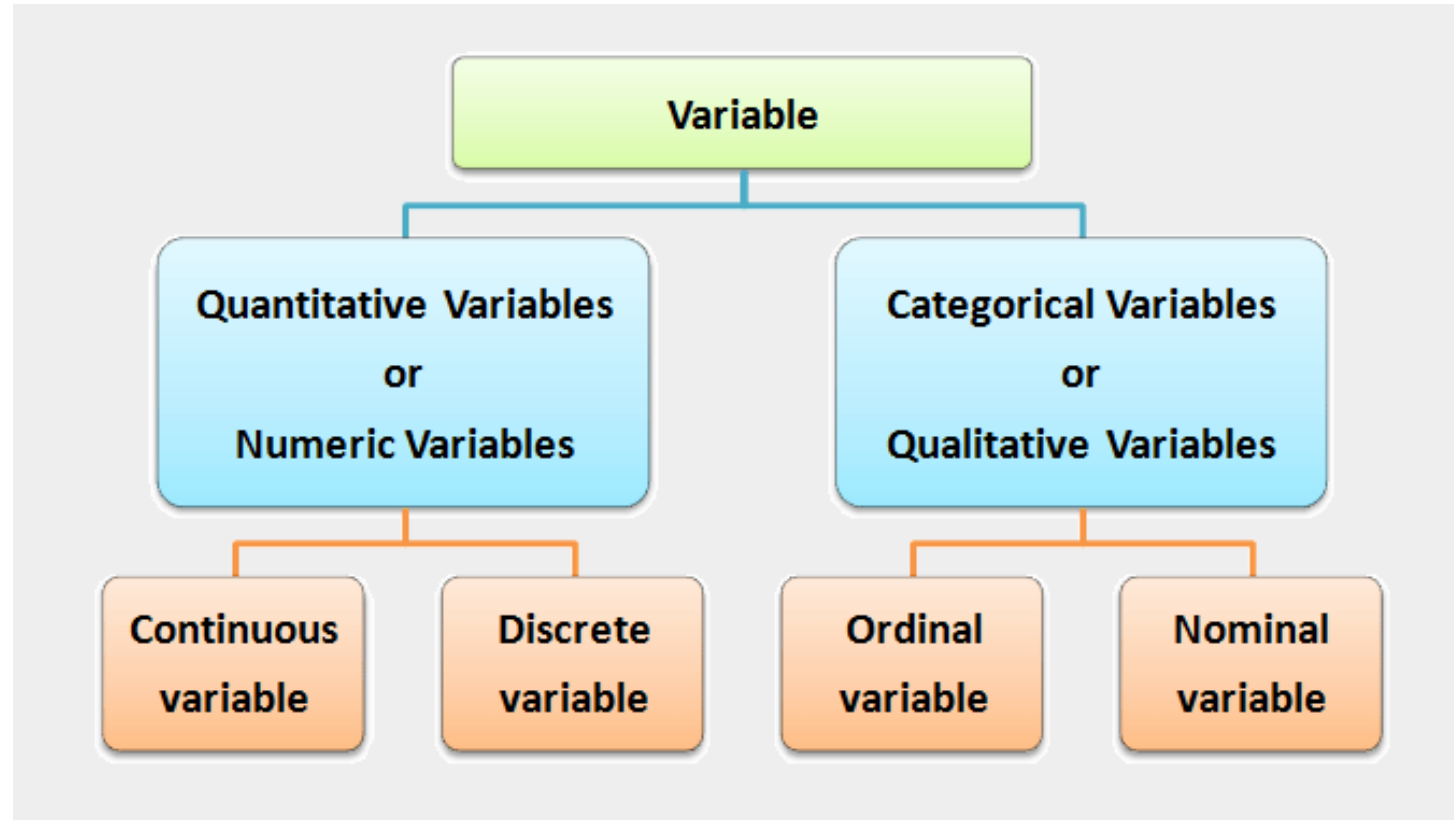 Variable
Quantitative Variables
or
Numeric Variables
Categorical Variables
or
Qualitative Variables
Continuous
variable
Discrete
variable
Ordinal
variable
Nominal
variable